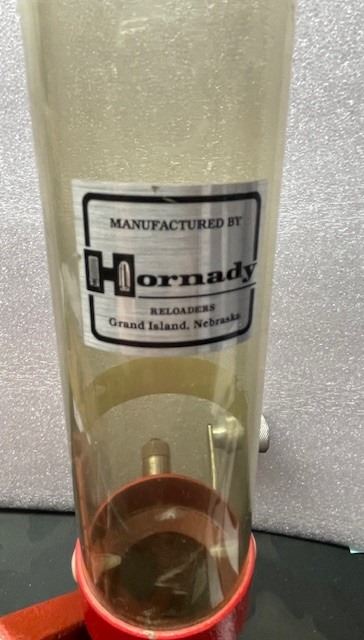 MANUFACTURED BY
Hornady
RELOADERS
Grand Island, Nebraska